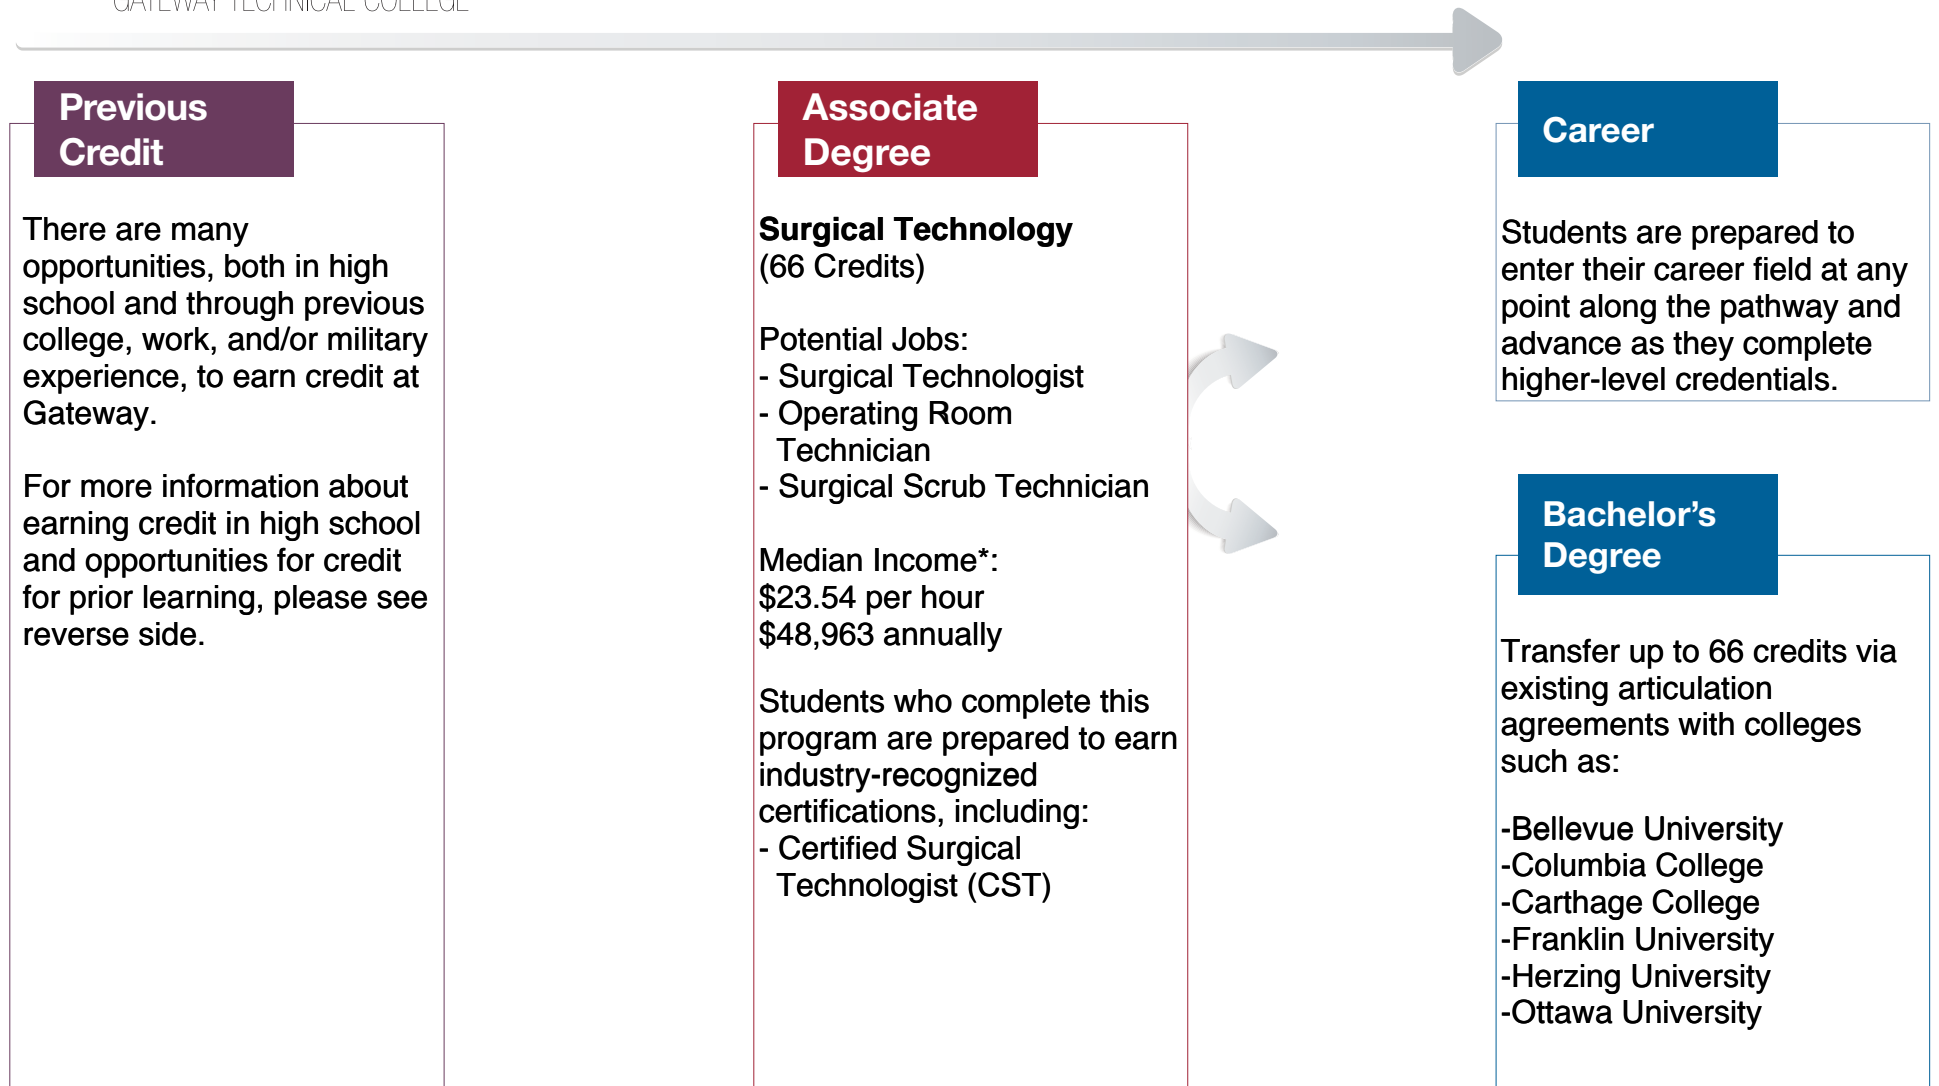 GATEWAY TECHNICAL COLLEGE
Previous
Credit
There are many
opportunities, both in high
school and through previous
college, work, and/or military
experience, to earn credit at
Gateway.
For more information about
earning credit in high school
and opportunities for credit
for prior learning, please see
reverse side.
Associate
Degree
Surgical Technology
(66 Credits)
Potential Jobs:
- Surgical Technologist
- Operating Room
Technician
- Surgical Scrub Technician
Median Income*:
$23.54 per hour
$48,963 annually
Students who complete this
program are prepared to earn
industry-recognized
certifications, including:
- Certified Surgical
Technologist (CST)
Career
Students are prepared to
enter their career field at any
point along the pathway and
advance as they complete
higher-level credentials.
Bachelor’s
Degree
Transfer up to 66 credits via
existing articulation
agreements with colleges
such as:
-Bellevue University
-Columbia College
-Carthage College
-Franklin University
-Herzing University
-Ottawa University